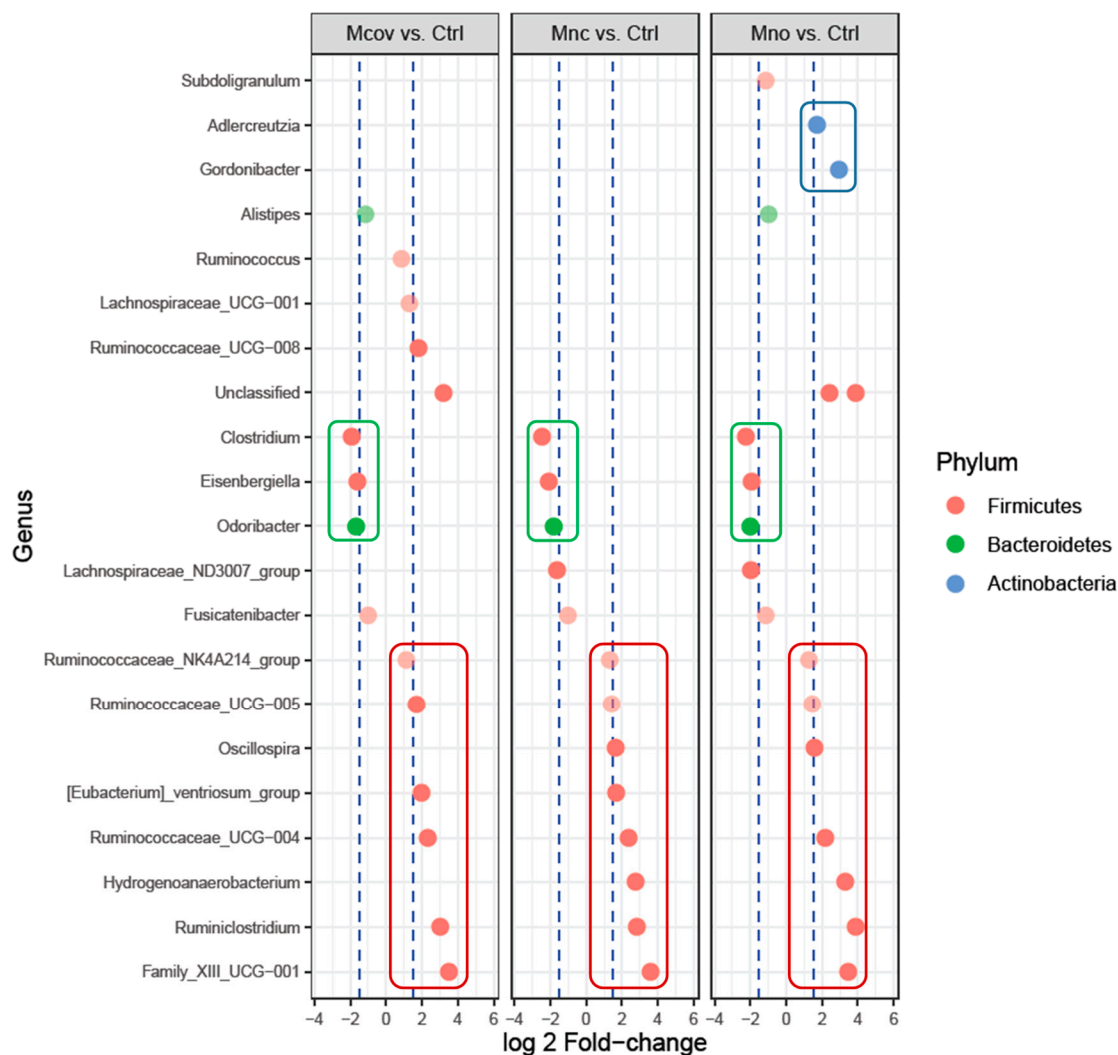 Mcov vs. Ctrl
Mnc vs. Ctrl
Mno vs. Ctrl
Genus
Subdoligranulum
Adlercreutzia
Gordonibacter
Alistipes
Ruminococcus
Lachnospiraceae_UCG−001
Ruminococcaceae_UCG−008
Unclassified
Clostridium
Eisenbergiella
Odoribacter
Lachnospiraceae_ND3007_group
Fusicatenibacter
Ruminococcaceae_NK4A214_group
Ruminococcaceae_UCG−005
Oscillospira
[Eubacterium]_ventriosum_group
Ruminococcaceae_UCG−004
Hydrogenoanaerobacterium
Ruminiclostridium
Family_XIII_UCG−001
−4 −2 0 2 4 6
−4 −2 0 2 4 6
−4 −2 0 2 4 6
log 2 Fold−change
Phylum
Firmicutes
Bacteroidetes
Actinobacteria